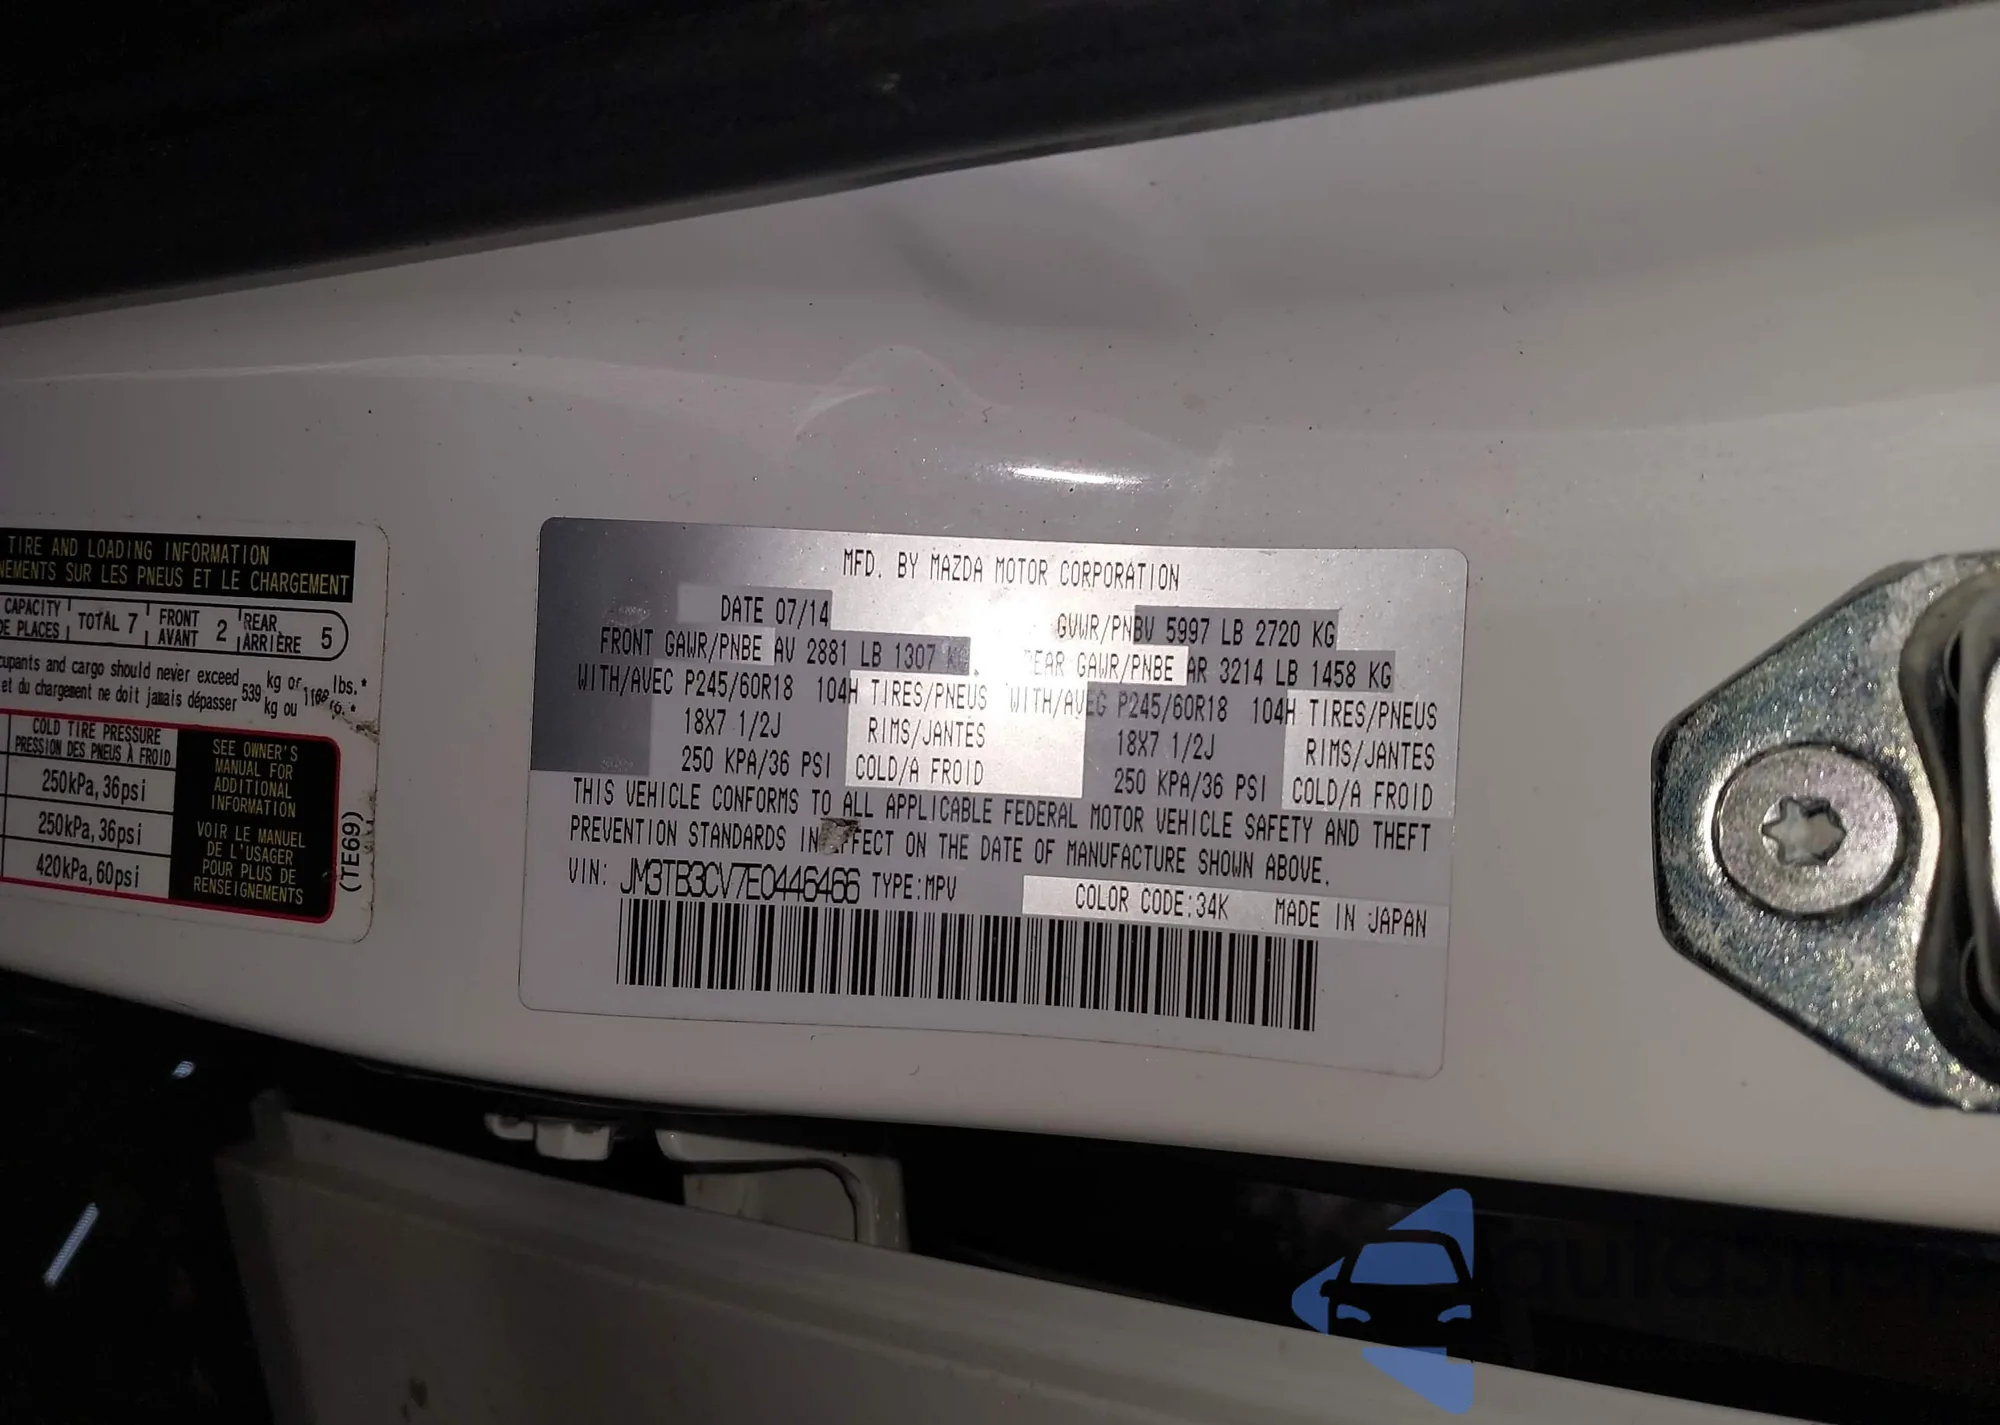 TIRE AND LOADING INFORMATION
NEMENTS SUR LES PNEUS ET LE CHARGEMENT
CAPACITY TOTAL 7 FRONT 2 REAR 5
DE PLACES AVANT ARRIÈRE
cupants and cargo should never exceed 539 kg or 1168 lbs.*
et du chargement ne doit jamais dépasser kg ou
COLD TIRE PRESSURE
PRESSION DES PNEUS À FROID
250kPa, 36psi
250kPa, 36psi
420kPa, 60psi
SEE OWNER'S
MANUAL FOR
ADDITIONAL
INFORMATION
VOIR LE MANUEL
DE L'USAGER
POUR PLUS DE
RENSEIGNEMENTS
(TE69)
MFD. BY MAZDA MOTOR CORPORATION
DATE 07/14 GVWR/PNBV 5997 LB 2720 KG
FRONT GAWR/PNBE AV 2881 LB 1307 KG REAR GAWR/PNBE AR 3214 LB 1458 KG
WITH/AVEC P245/60R18 104H TIRES/PNEUS WITH/AVEC P245/60R18 104H TIRES/PNEUS
18X7 1/2J RIMS/JANTES 18X7 1/2J RIMS/JANTES
250 KPA/36 PSI COLD/A FROID 250 KPA/36 PSI COLD/A FROID
THIS VEHICLE CONFORMS TO ALL APPLICABLE FEDERAL MOTOR VEHICLE SAFETY AND THEFT
PREVENTION STANDARDS IN EFFECT ON THE DATE OF MANUFACTURE SHOWN ABOVE.
VIN: JM3TB3CV7E0446466 TYPE:MPV COLOR CODE:34K MADE IN JAPAN